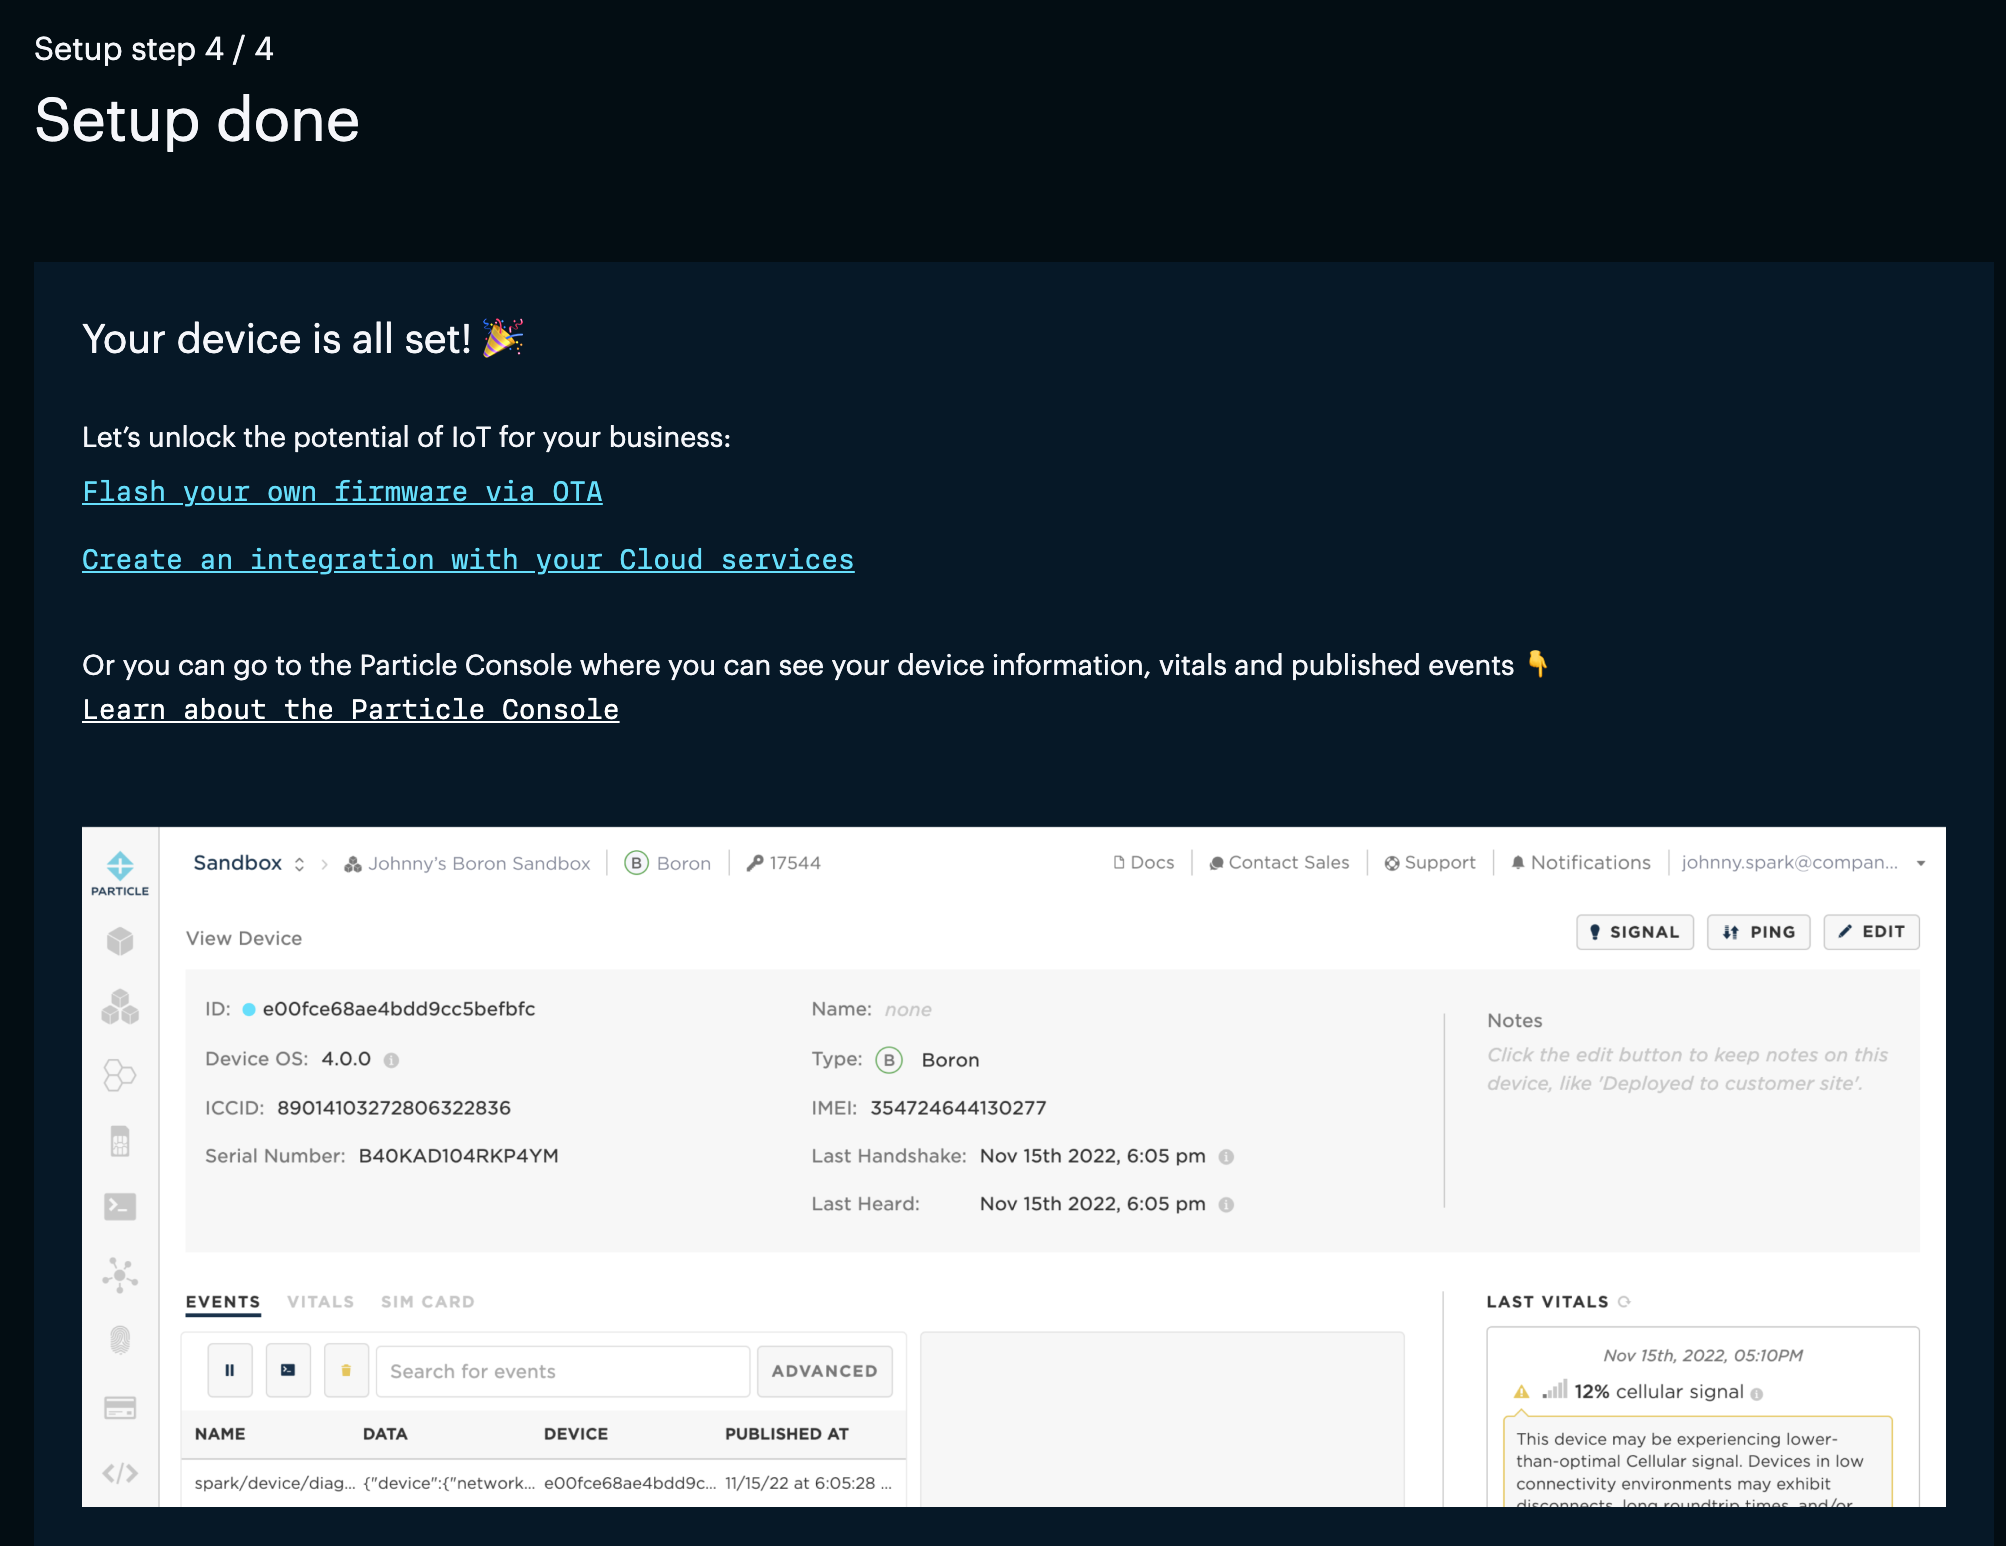 Setup step 4 / 4
Setup done
Your device is all set!
Let's unlock the potential of IoT for your business:
Flash your own firmware via OTA
Create an integration with your Cloud services
Or you can go to the Particle Console where you can see your device information, vitals and published events
Learn about the Particle Console
PARTICLE
Sandbox
Johnny's Boron Sandbox
B Boron
17544
Docs
Contact Sales
Support
Notifications
johnny.spark@compan...
View Device
SIGNAL
PING
EDIT
ID: e00fce68ae4bdd9cc5befbfc
Device OS: 4.0.0
ICCID: 89014103272806322836
Serial Number: B40KAD104RKP4YM
Name: none
Type: B Boron
IMEI: 354724644130277
Last Handshake: Nov 15th 2022, 6:05 pm
Last Heard: Nov 15th 2022, 6:05 pm
Notes
Click the edit button to keep notes on this
device, like 'Deployed to customer site'.
EVENTS VITALS SIM CARD
Search for events
ADVANCED
NAME DATA DEVICE PUBLISHED AT
spark/device/diag... {"device":{"network... e00fce68ae4bdd9c... 11/15/22 at 6:05:28 ...
LAST VITALS
Nov 15th, 2022, 05:10PM
12% cellular signal
This device may be experiencing lower-
than-optimal Cellular signal. Devices in low
connectivity environments may exhibit
disconnects, long roundtrip times, and/or